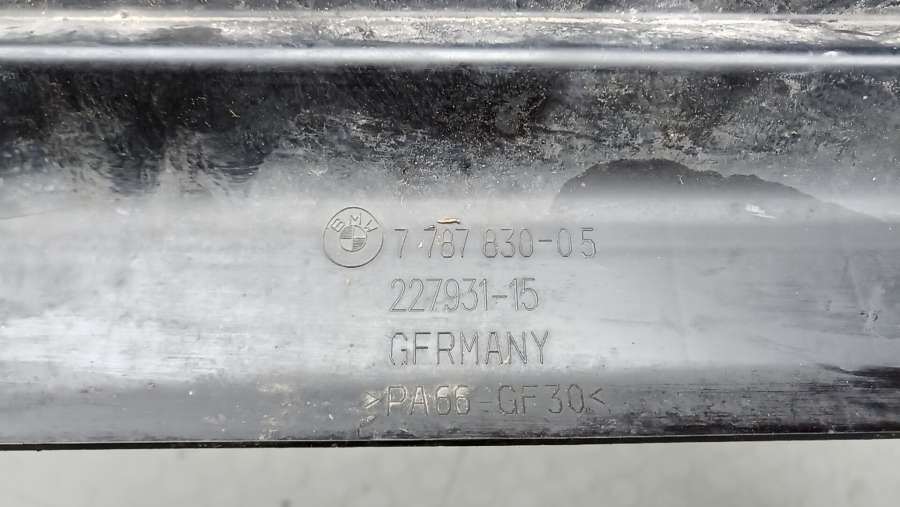 BMW 7 787 830-05
227931-15
GERMANY
>PA66-GF30<